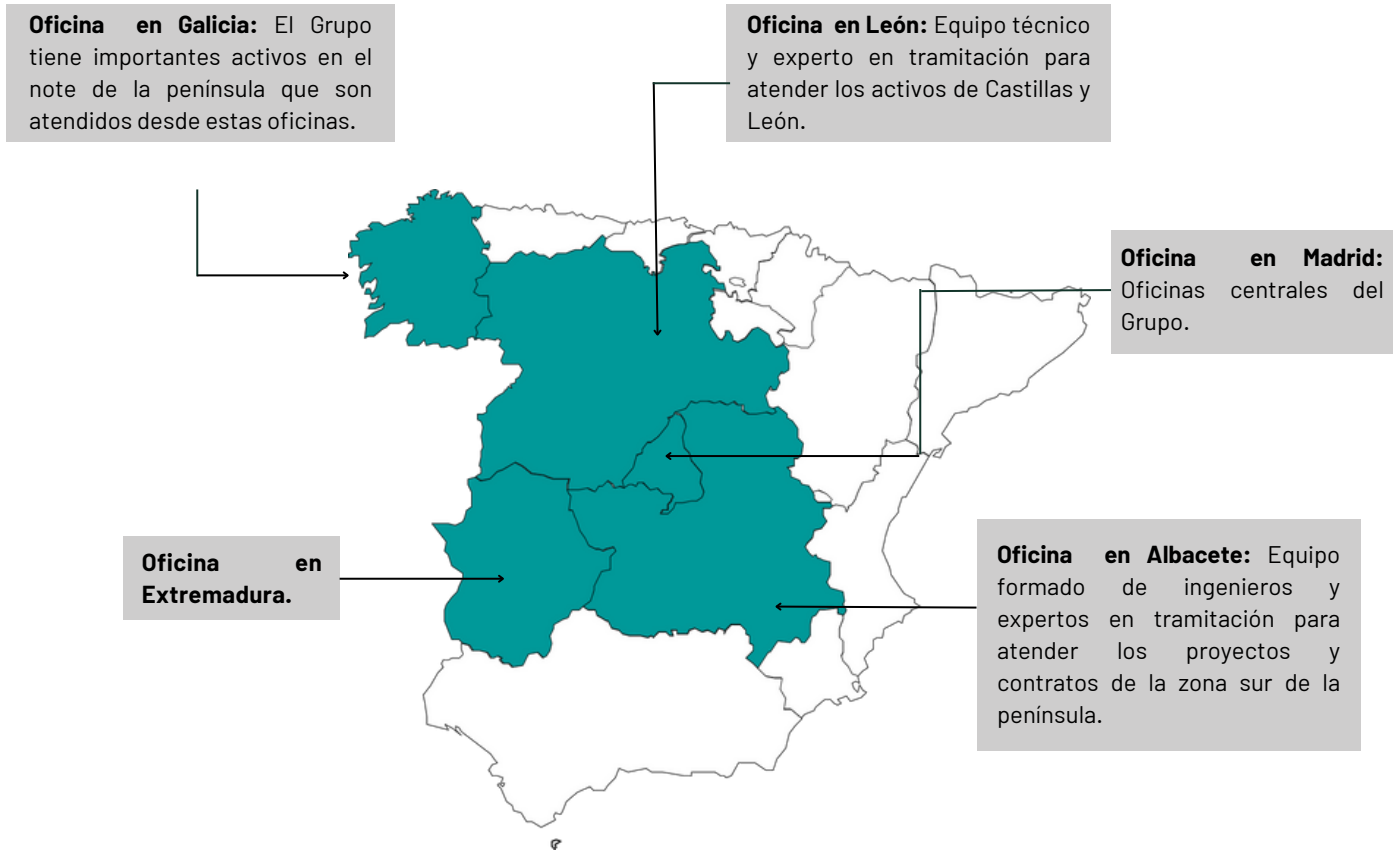 Oficina en Galicia: El Grupo
tiene importantes activos en el
note de la península que son
atendidos desde estas oficinas.
Oficina en León: Equipo técnico
y experto en tramitación para
atender los activos de Castillas y
León.
Oficina en Madrid:
Oficinas centrales del
Grupo.
Oficina en
Extremadura.
Oficina en Albacete: Equipo
formado de ingenieros y
expertos en tramitación para
atender los proyectos y
contratos de la zona sur de la
península.